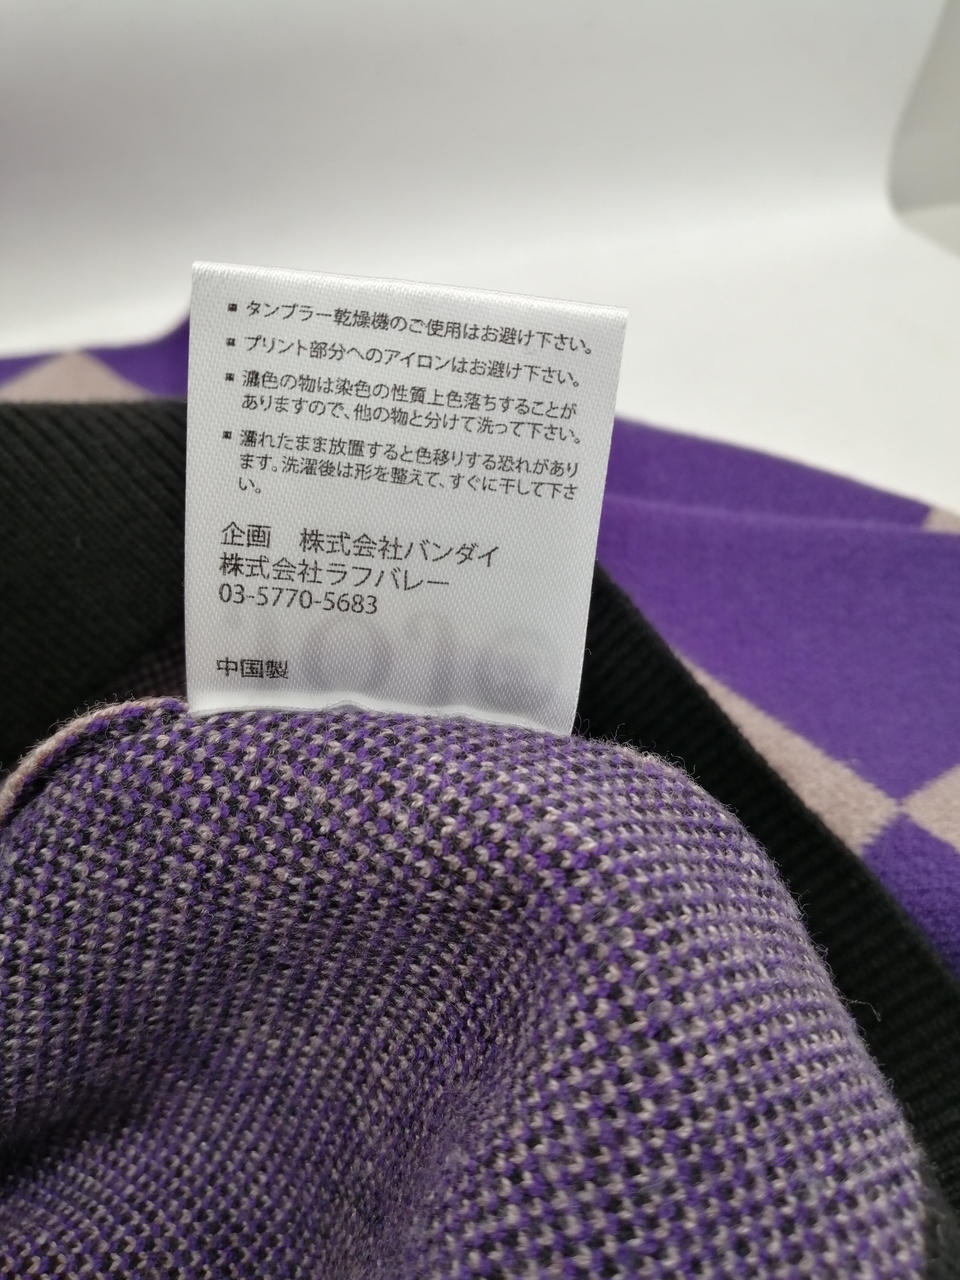 ▪ タンブラー乾燥機のご使用はお避け下さい。
▪ プリント部分へのアイロンはお避け下さい。
▪ 濃色の物は染色の性質上色落ちすることが
ありますので、他の物と分けて洗って下さい。
▪ 濡れたまま放置すると色移りする恐れがあり
ます。洗濯後は形を整えて、すぐに干して下さ
い。
企画 株式会社バンダイ
株式会社ラフバレー
03-5770-5683
中国製